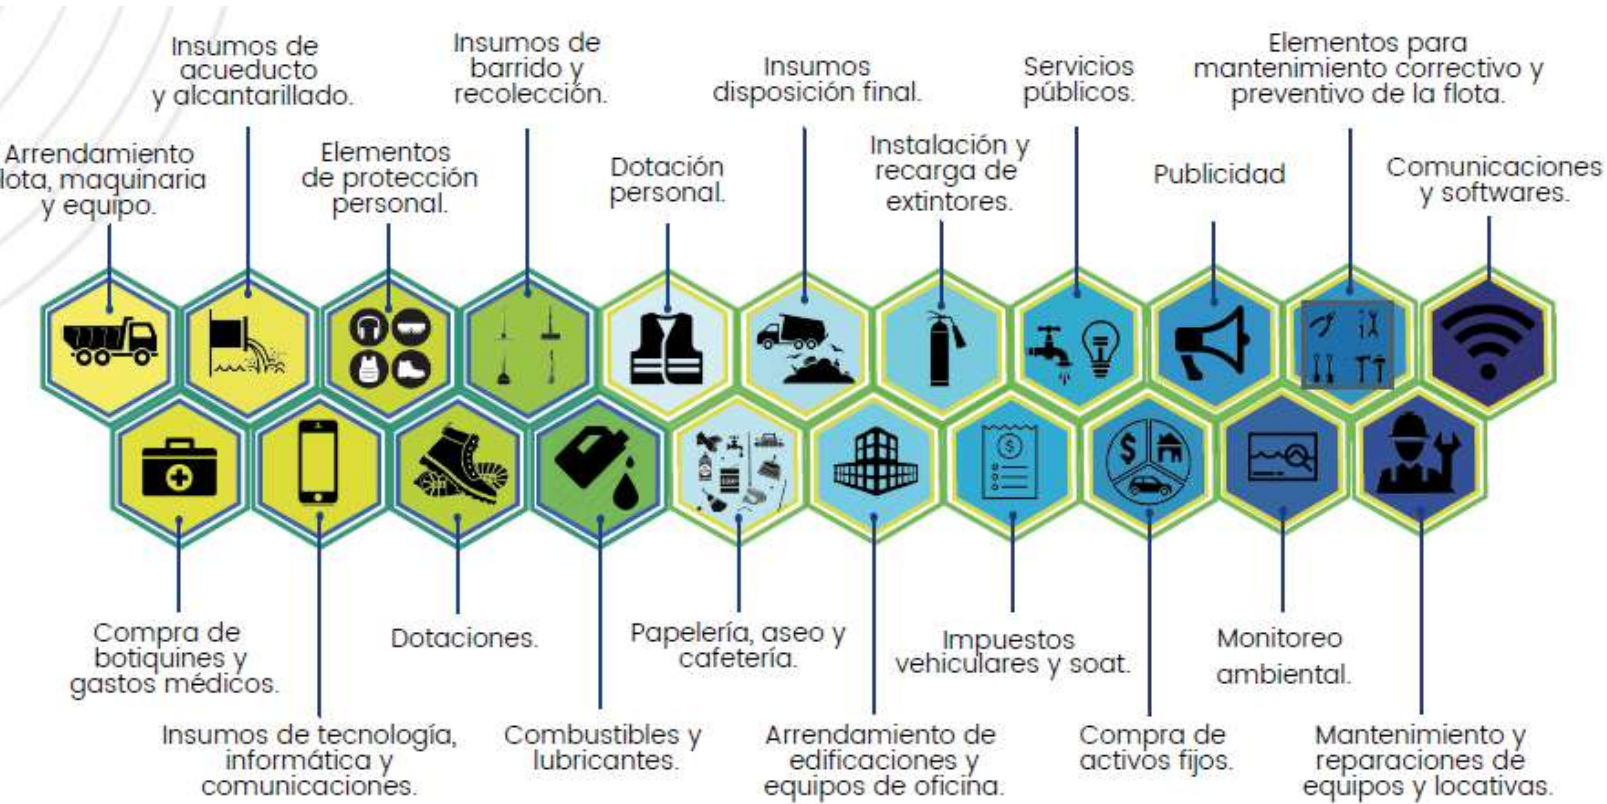 Insumos de
acueducto
y alcantarillado.
Insumos de
barrido y
recolección.
Insumos
disposición final.
Servicios
públicos.
Elementos para
mantenimiento correctivo y
preventivo de la flota.
Arrendamiento
lota, maquinaria
y equipo.
Elementos
de protección
personal.
Dotación
personal.
Instalación y
recarga de
extintores.
Publicidad
Comunicaciones
y softwares.
Compra de
botiquines y
gastos médicos.
Dotaciones.
Papelería, aseo y
cafetería.
Impuestos
vehiculares y soat.
Monitoreo
ambiental.
Insumos de tecnología,
informática y
comunicaciones.
Combustibles y
lubricantes.
Arrendamiento de
edificaciones y
equipos de oficina.
Compra de
activos fijos.
Mantenimiento y
reparaciones de
equipos y locativas.